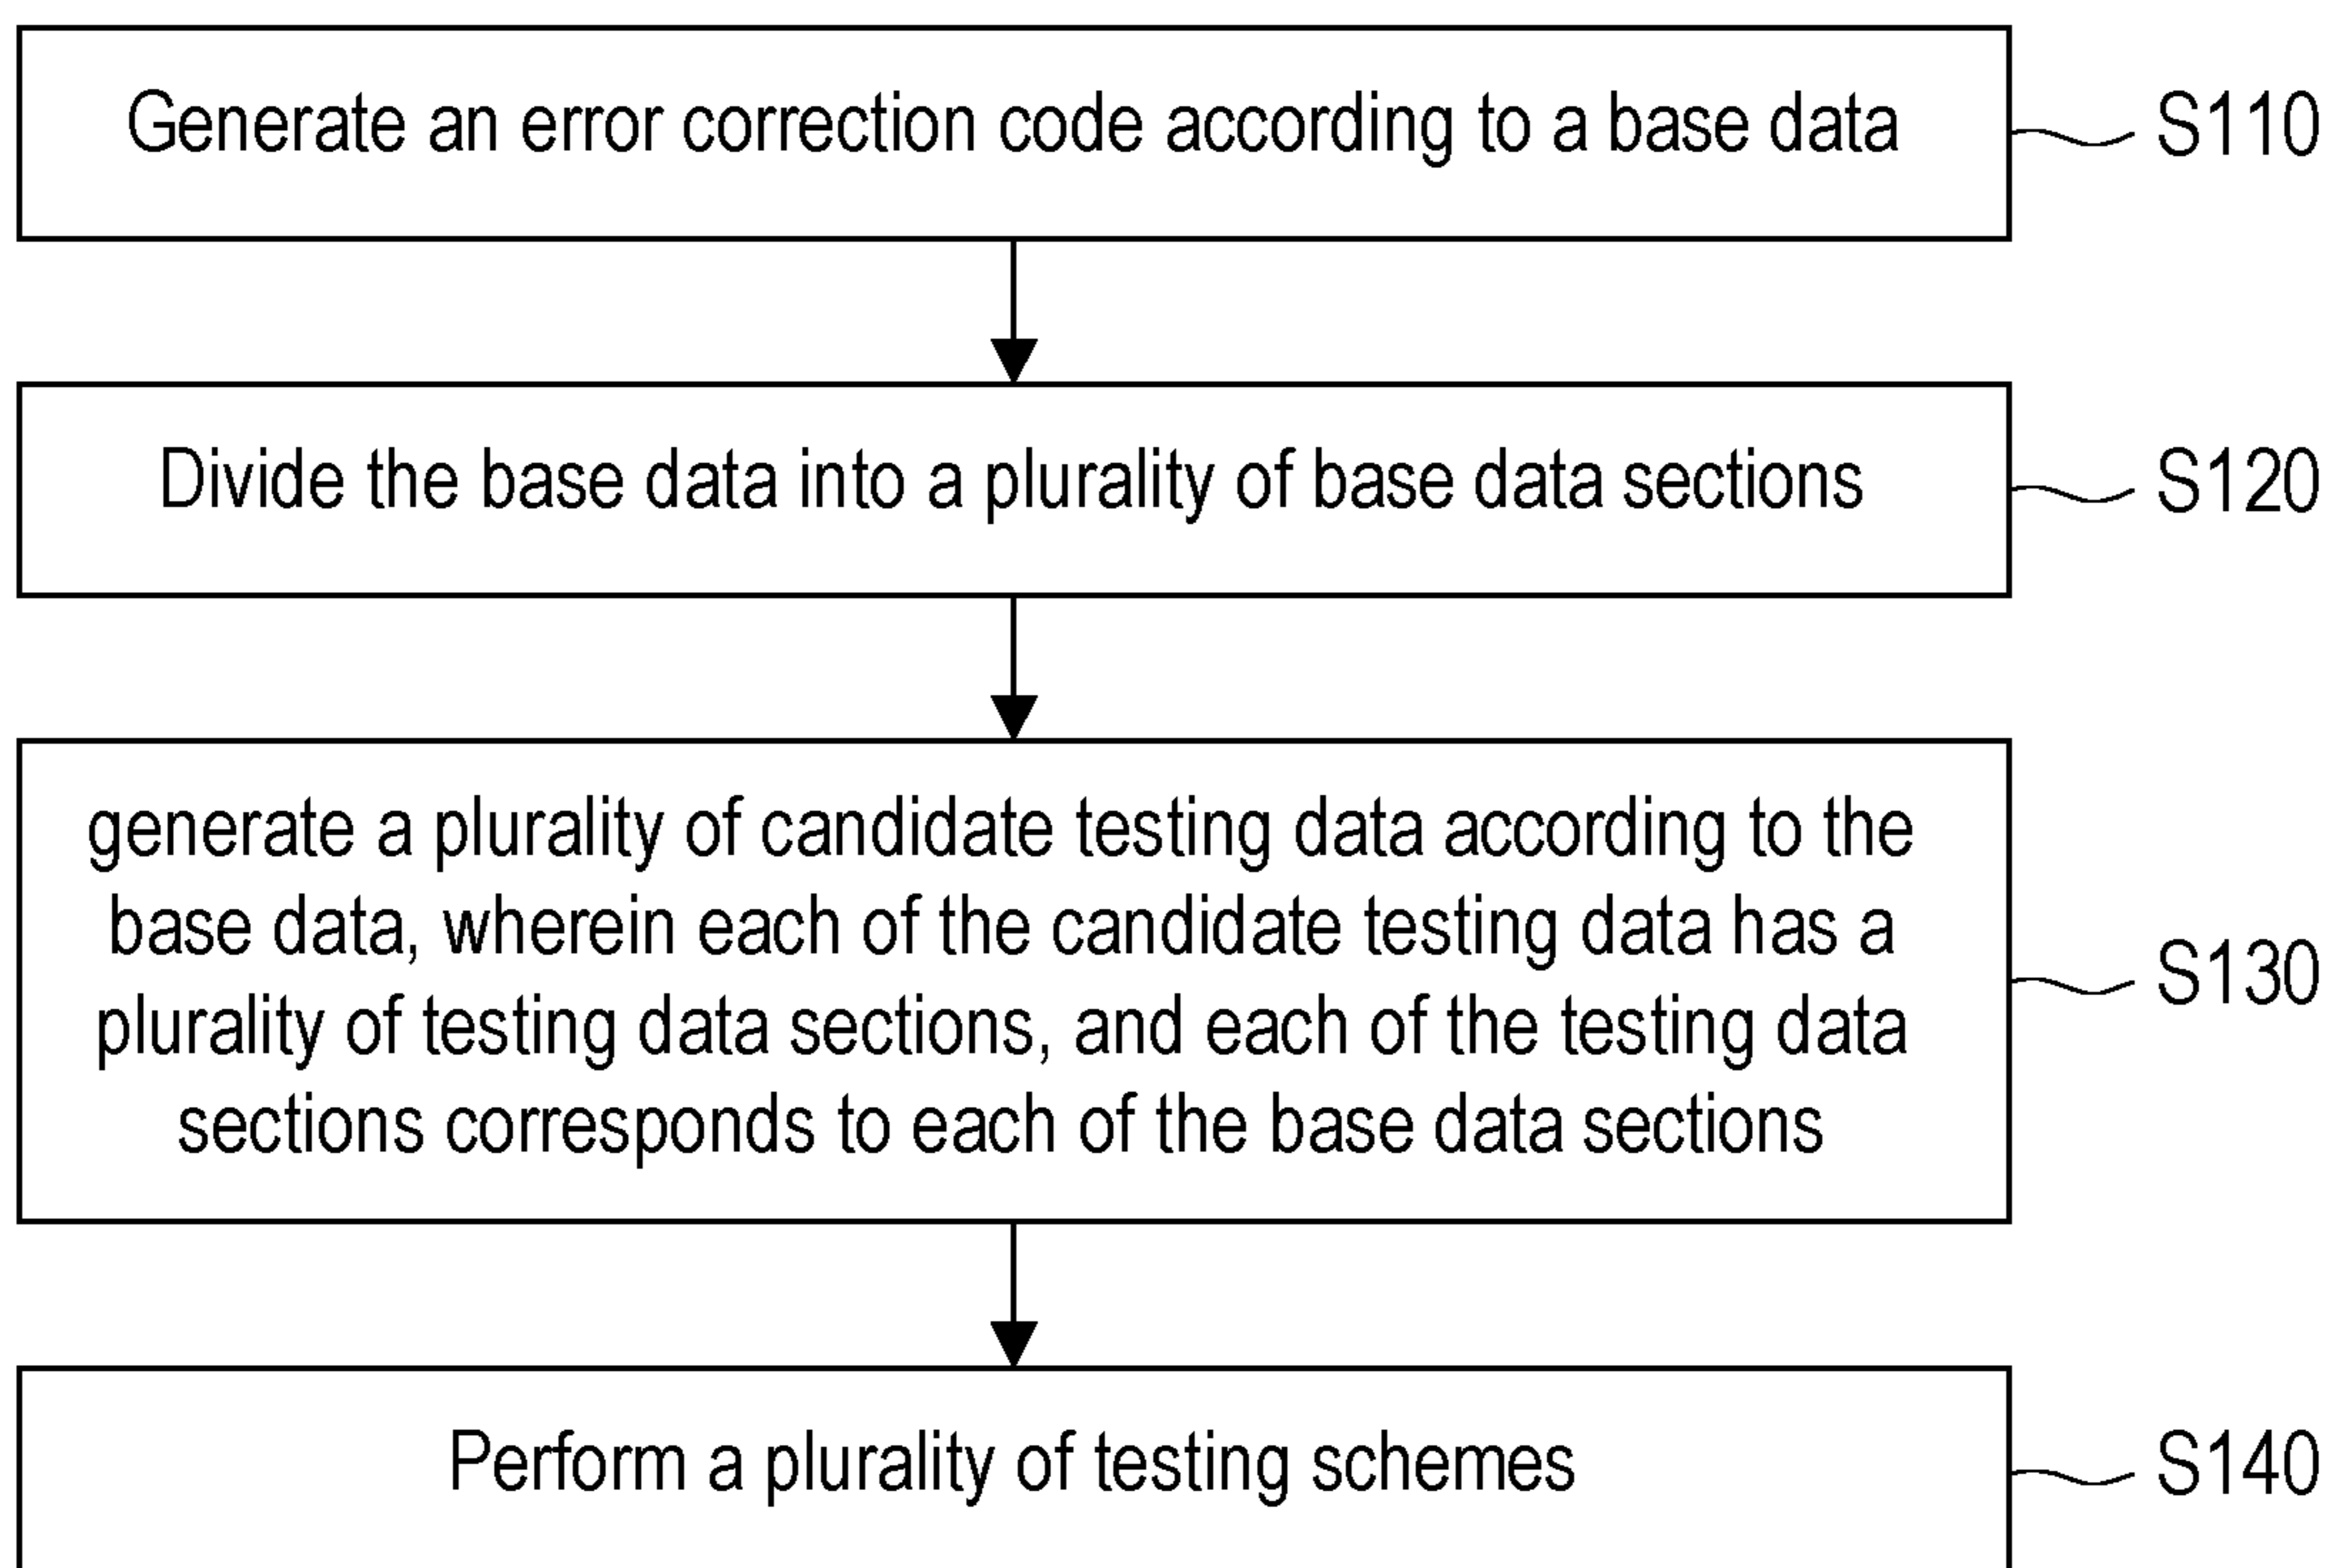 Generate an error correction code according to a base data
S110
Divide the base data into a plurality of base data sections
S120
generate a plurality of candidate testing data according to the
base data, wherein each of the candidate testing data has a
plurality of testing data sections, and each of the testing data
sections corresponds to each of the base data sections
S130
Perform a plurality of testing schemes
S140